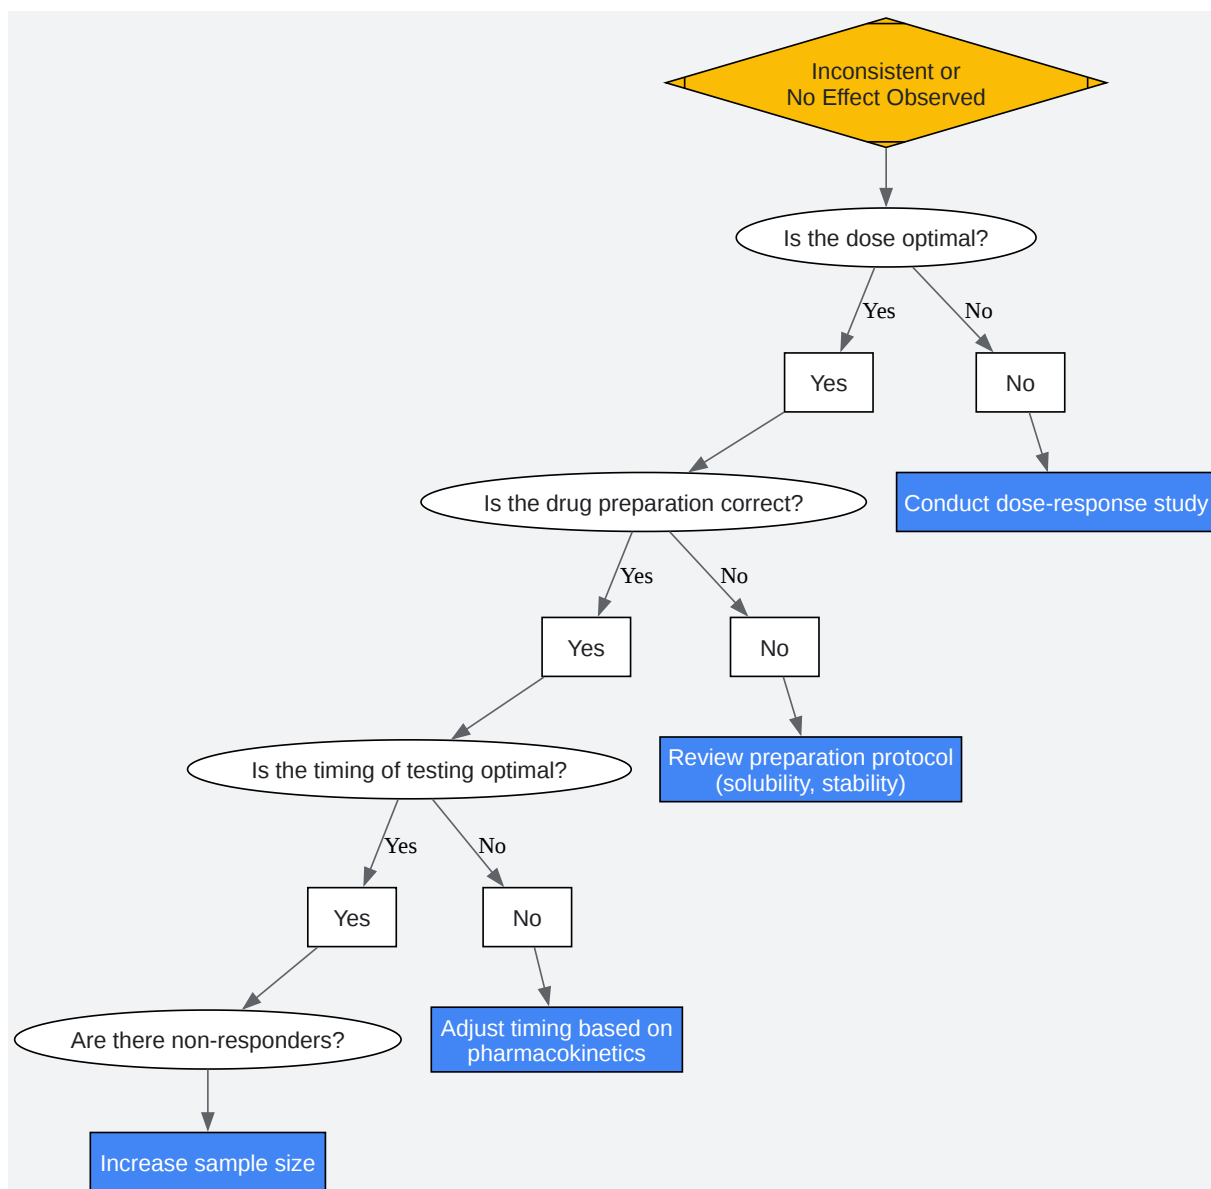 Inconsistent or
No Effect Observed
Is the dose optimal?
Yes
No
Yes
No
Is the drug preparation correct?
Conduct dose-response study
Yes
No
Yes
No
Is the timing of testing optimal?
Review preparation protocol
(solubility, stability)
Yes
No
Yes
No
Are there non-responders?
Adjust timing based on
pharmacokinetics
Increase sample size